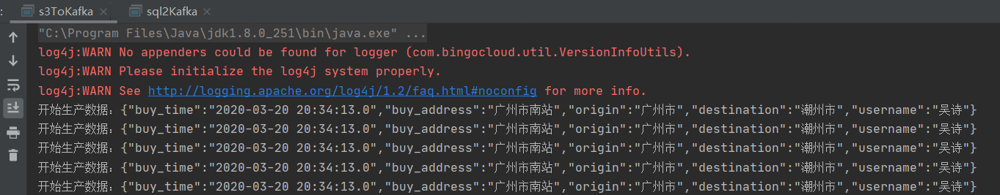 : s3ToKafka × sql2Kafka ×
"C:\Program Files\Java\jdk1.8.0_251\bin\java.exe" ...
log4j:WARN No appenders could be found for logger (com.bingocloud.util.VersionInfoUtils).
log4j:WARN Please initialize the log4j system properly.
log4j:WARN See http://logging.apache.org/log4j/1.2/faq.html#noconfig for more info.
开始生产数据：{"buy_time":"2020-03-20 20:34:13.0","buy_address":"广州市南站","origin":"广州市","destination":"潮州市","username":"吴诗"}
开始生产数据：{"buy_time":"2020-03-20 20:34:13.0","buy_address":"广州市南站","origin":"广州市","destination":"潮州市","username":"吴诗"}
开始生产数据：{"buy_time":"2020-03-20 20:34:13.0","buy_address":"广州市南站","origin":"广州市","destination":"潮州市","username":"吴诗"}
开始生产数据：{"buy_time":"2020-03-20 20:34:13.0","buy_address":"广州市南站","origin":"广州市","destination":"潮州市","username":"吴诗"}
开始生产数据：{"buy_time":"2020-03-20 20:34:13.0","buy_address":"广州市南站","origin":"广州市","destination":"潮州市","username":"吴诗"}